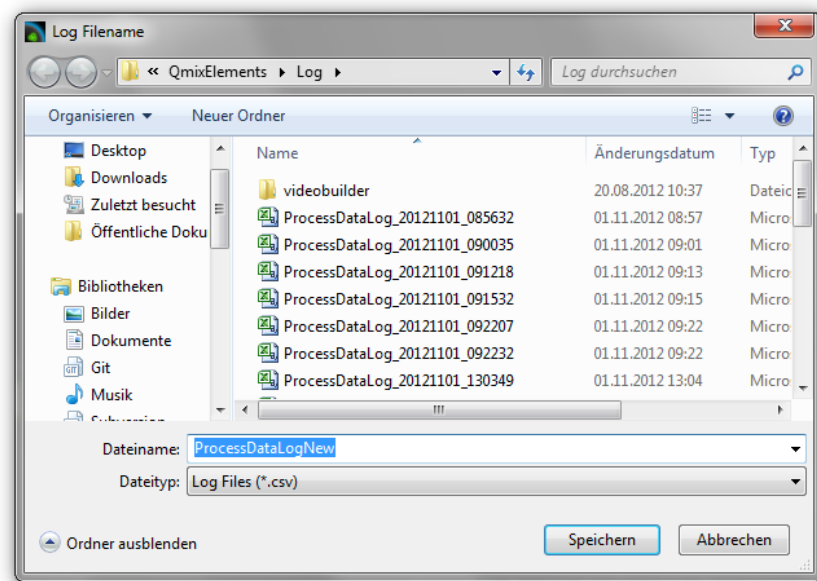 Log Filename
« QmixElements Log
Log durchsuchen
Organisieren Neuer Ordner
Desktop
Downloads
Zuletzt besucht
Öffentliche Doku
Bibliotheken
Bilder
Dokumente
Git
Musik
Name Änderungsdatum Typ
videobuilder 20.08.2012 10:37 Dateic
ProcessDataLog_20121101_085632 01.11.2012 08:57 Micro
ProcessDataLog_20121101_090035 01.11.2012 09:01 Micro
ProcessDataLog_20121101_091218 01.11.2012 09:13 Micro
ProcessDataLog_20121101_091532 01.11.2012 09:15 Micro
ProcessDataLog_20121101_092207 01.11.2012 09:22 Micro
ProcessDataLog_20121101_092232 01.11.2012 09:22 Micro
ProcessDataLog_20121101_130349 01.11.2012 13:04 Micro
Dateiname: ProcessDataLogNew
Dateityp: Log Files (*.csv)
Ordner ausblenden
Speichern
Abbrechen